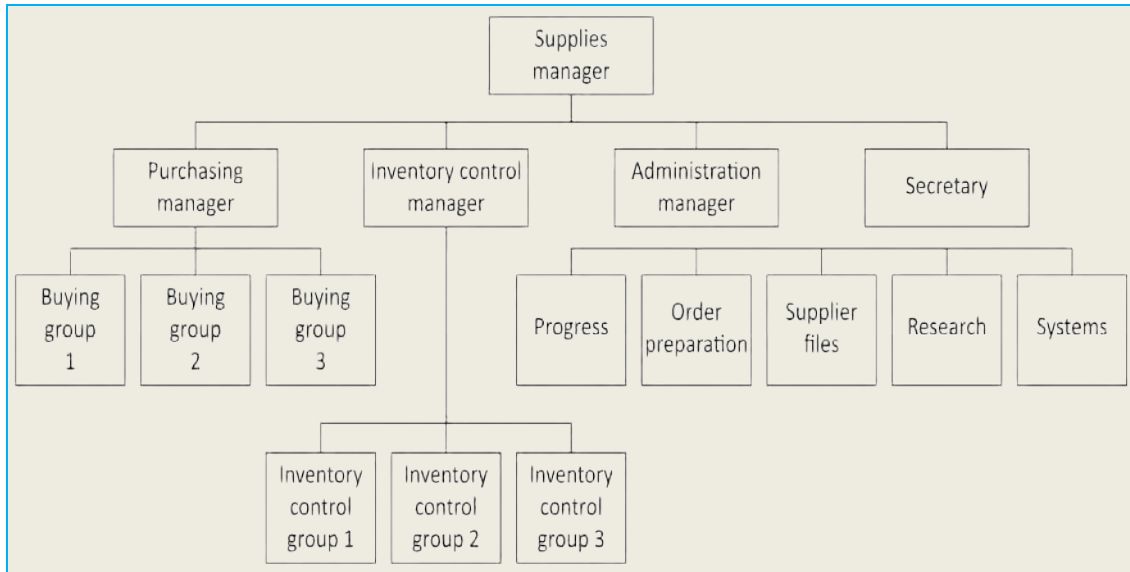 Supplies
manager
Purchasing
manager
Inventory control
manager
Administration
manager
Secretary
Buying
group
1
Buying
group
2
Buying
group
3
Progress
Order
preparation
Supplier
files
Research
Systems
Inventory
control
group 1
Inventory
control
group 2
Inventory
control
group 3